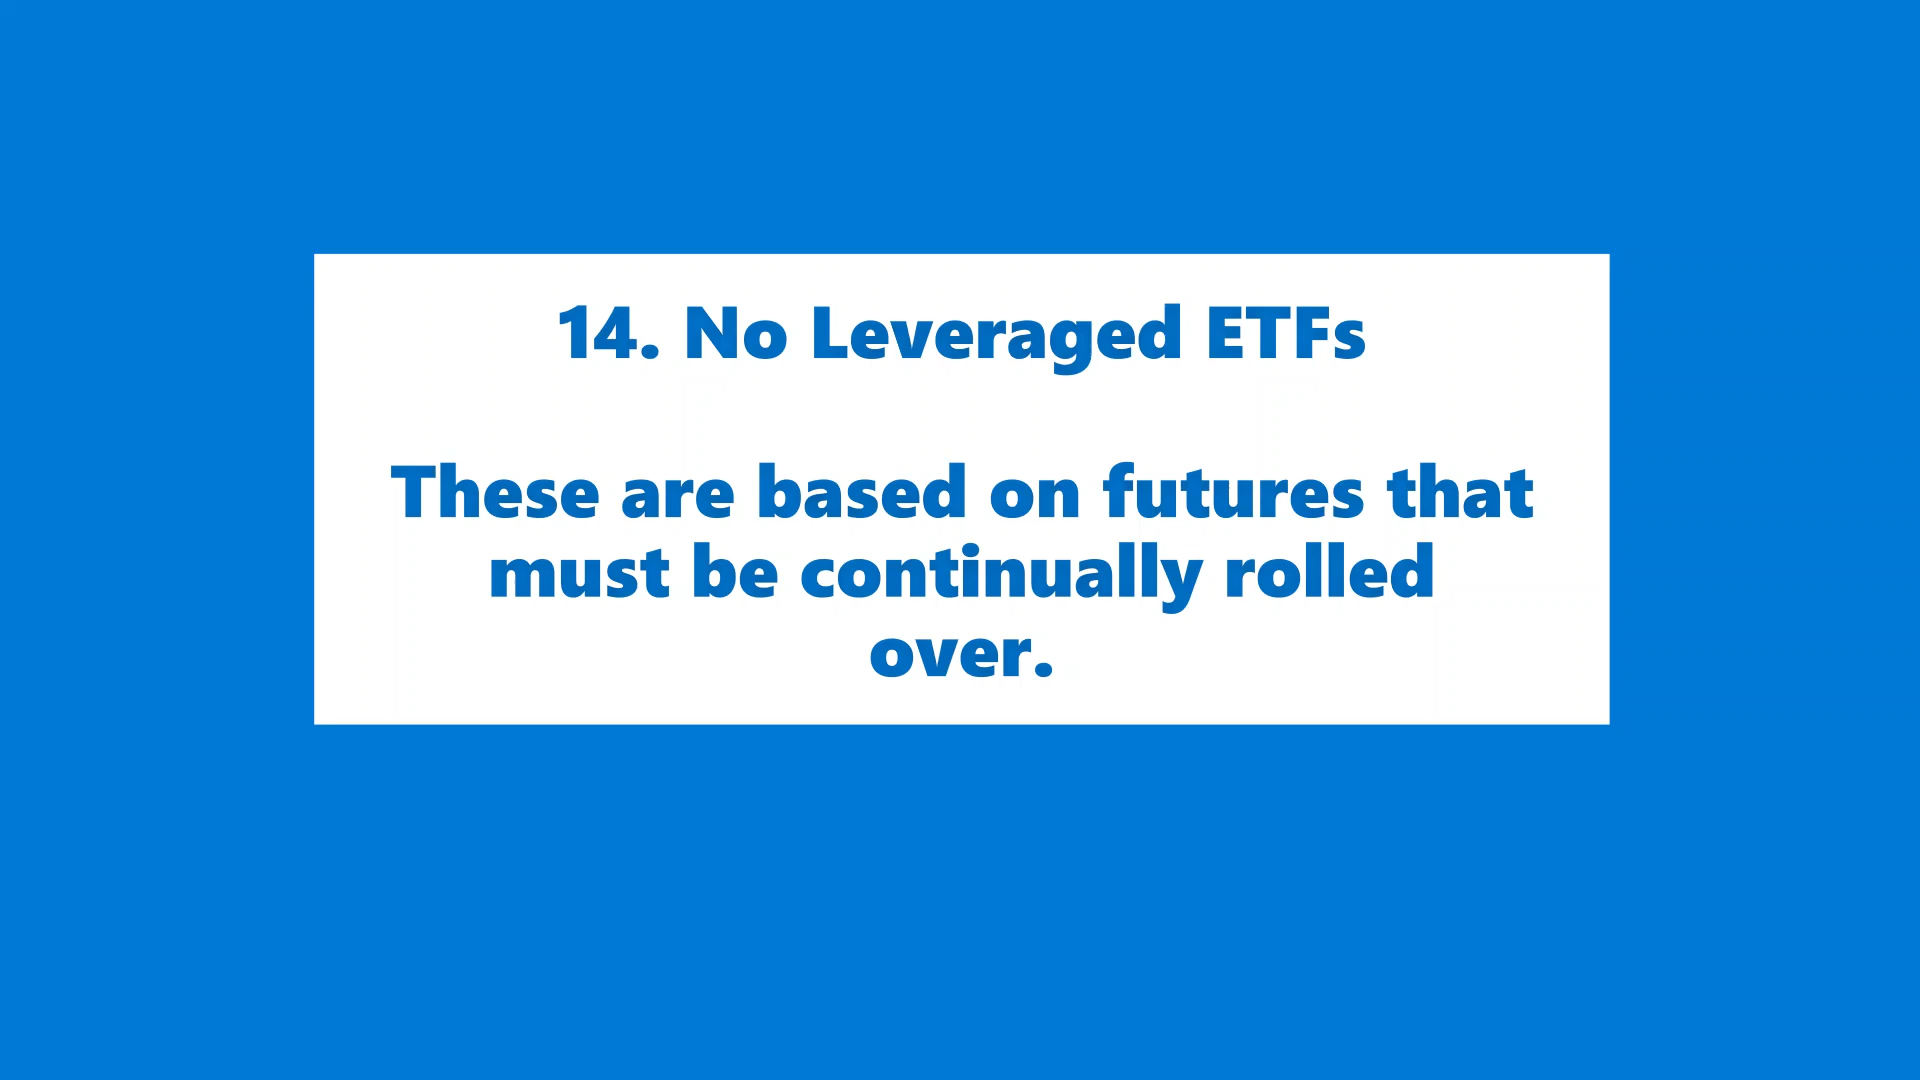 14. No Leveraged ETFs
These are based on futures that
must be continually rolled
over.